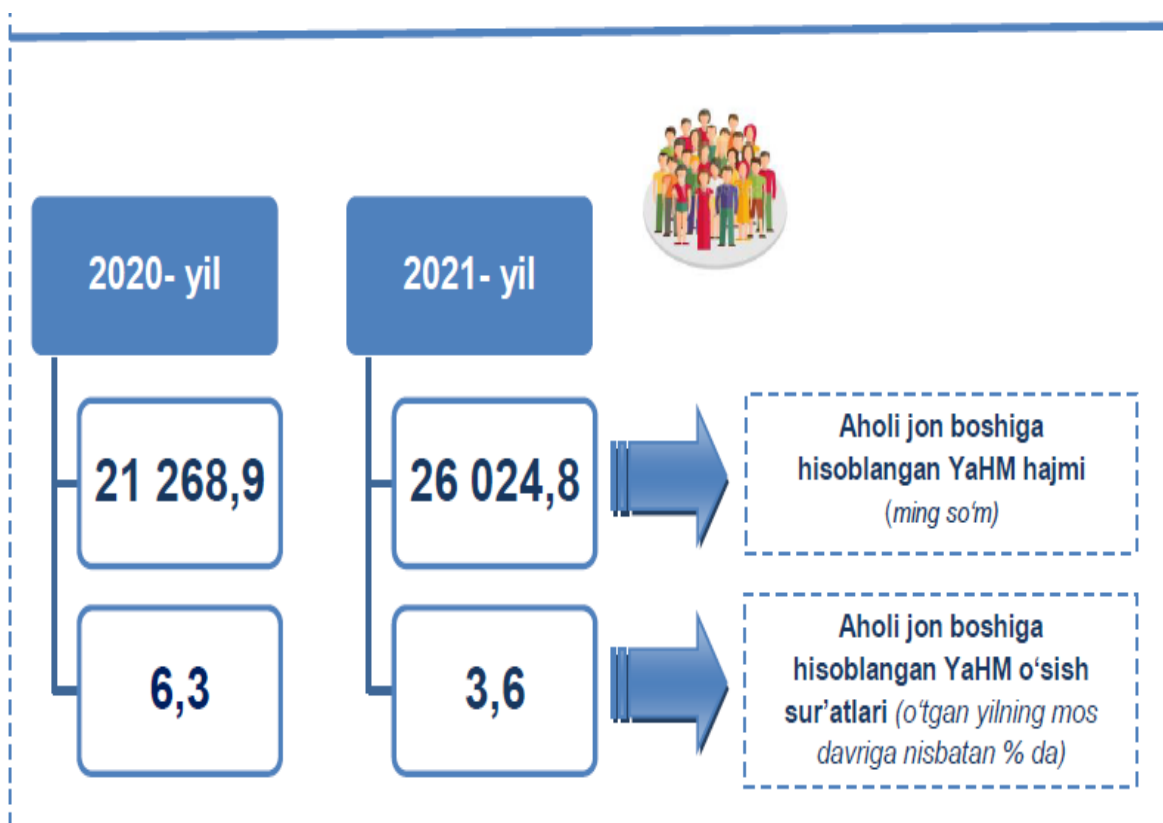 2020- yil
2021- yil
21 268,9
26 024,8
Aholi jon boshiga
hisoblangan YaHM hajmi
(ming so‘m)
6,3
3,6
Aholi jon boshiga
hisoblangan YaHM o‘sish
sur’atlari (o‘tgan yilning mos
davriga nisbatan % da)